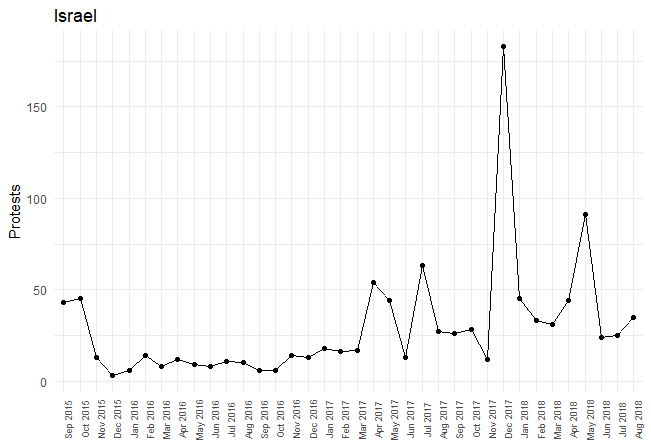 Israel
Protests
150
100
50
0
Sep 2015
Oct 2015
Nov 2015
Dec 2015
Jan 2016
Feb 2016
Mar 2016
Apr 2016
May 2016
Jun 2016
Jul 2016
Aug 2016
Sep 2016
Oct 2016
Nov 2016
Dec 2016
Jan 2017
Feb 2017
Mar 2017
Apr 2017
May 2017
Jun 2017
Jul 2017
Aug 2017
Sep 2017
Oct 2017
Nov 2017
Dec 2017
Jan 2018
Feb 2018
Mar 2018
Apr 2018
May 2018
Jun 2018
Jul 2018
Aug 2018